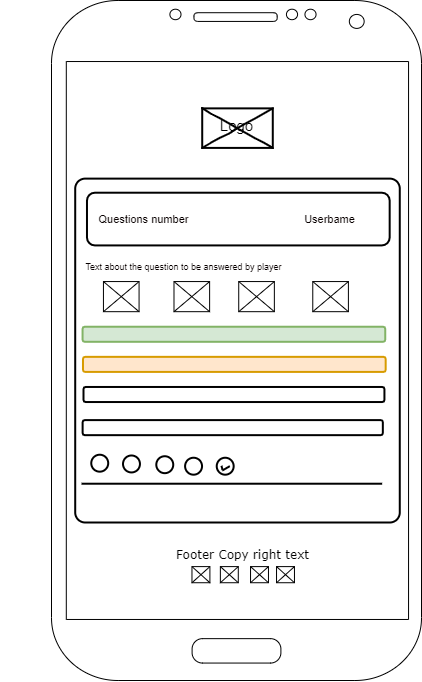 Logo
Questions number Userbame
Text about the question to be answered by player
Footer Copy right text